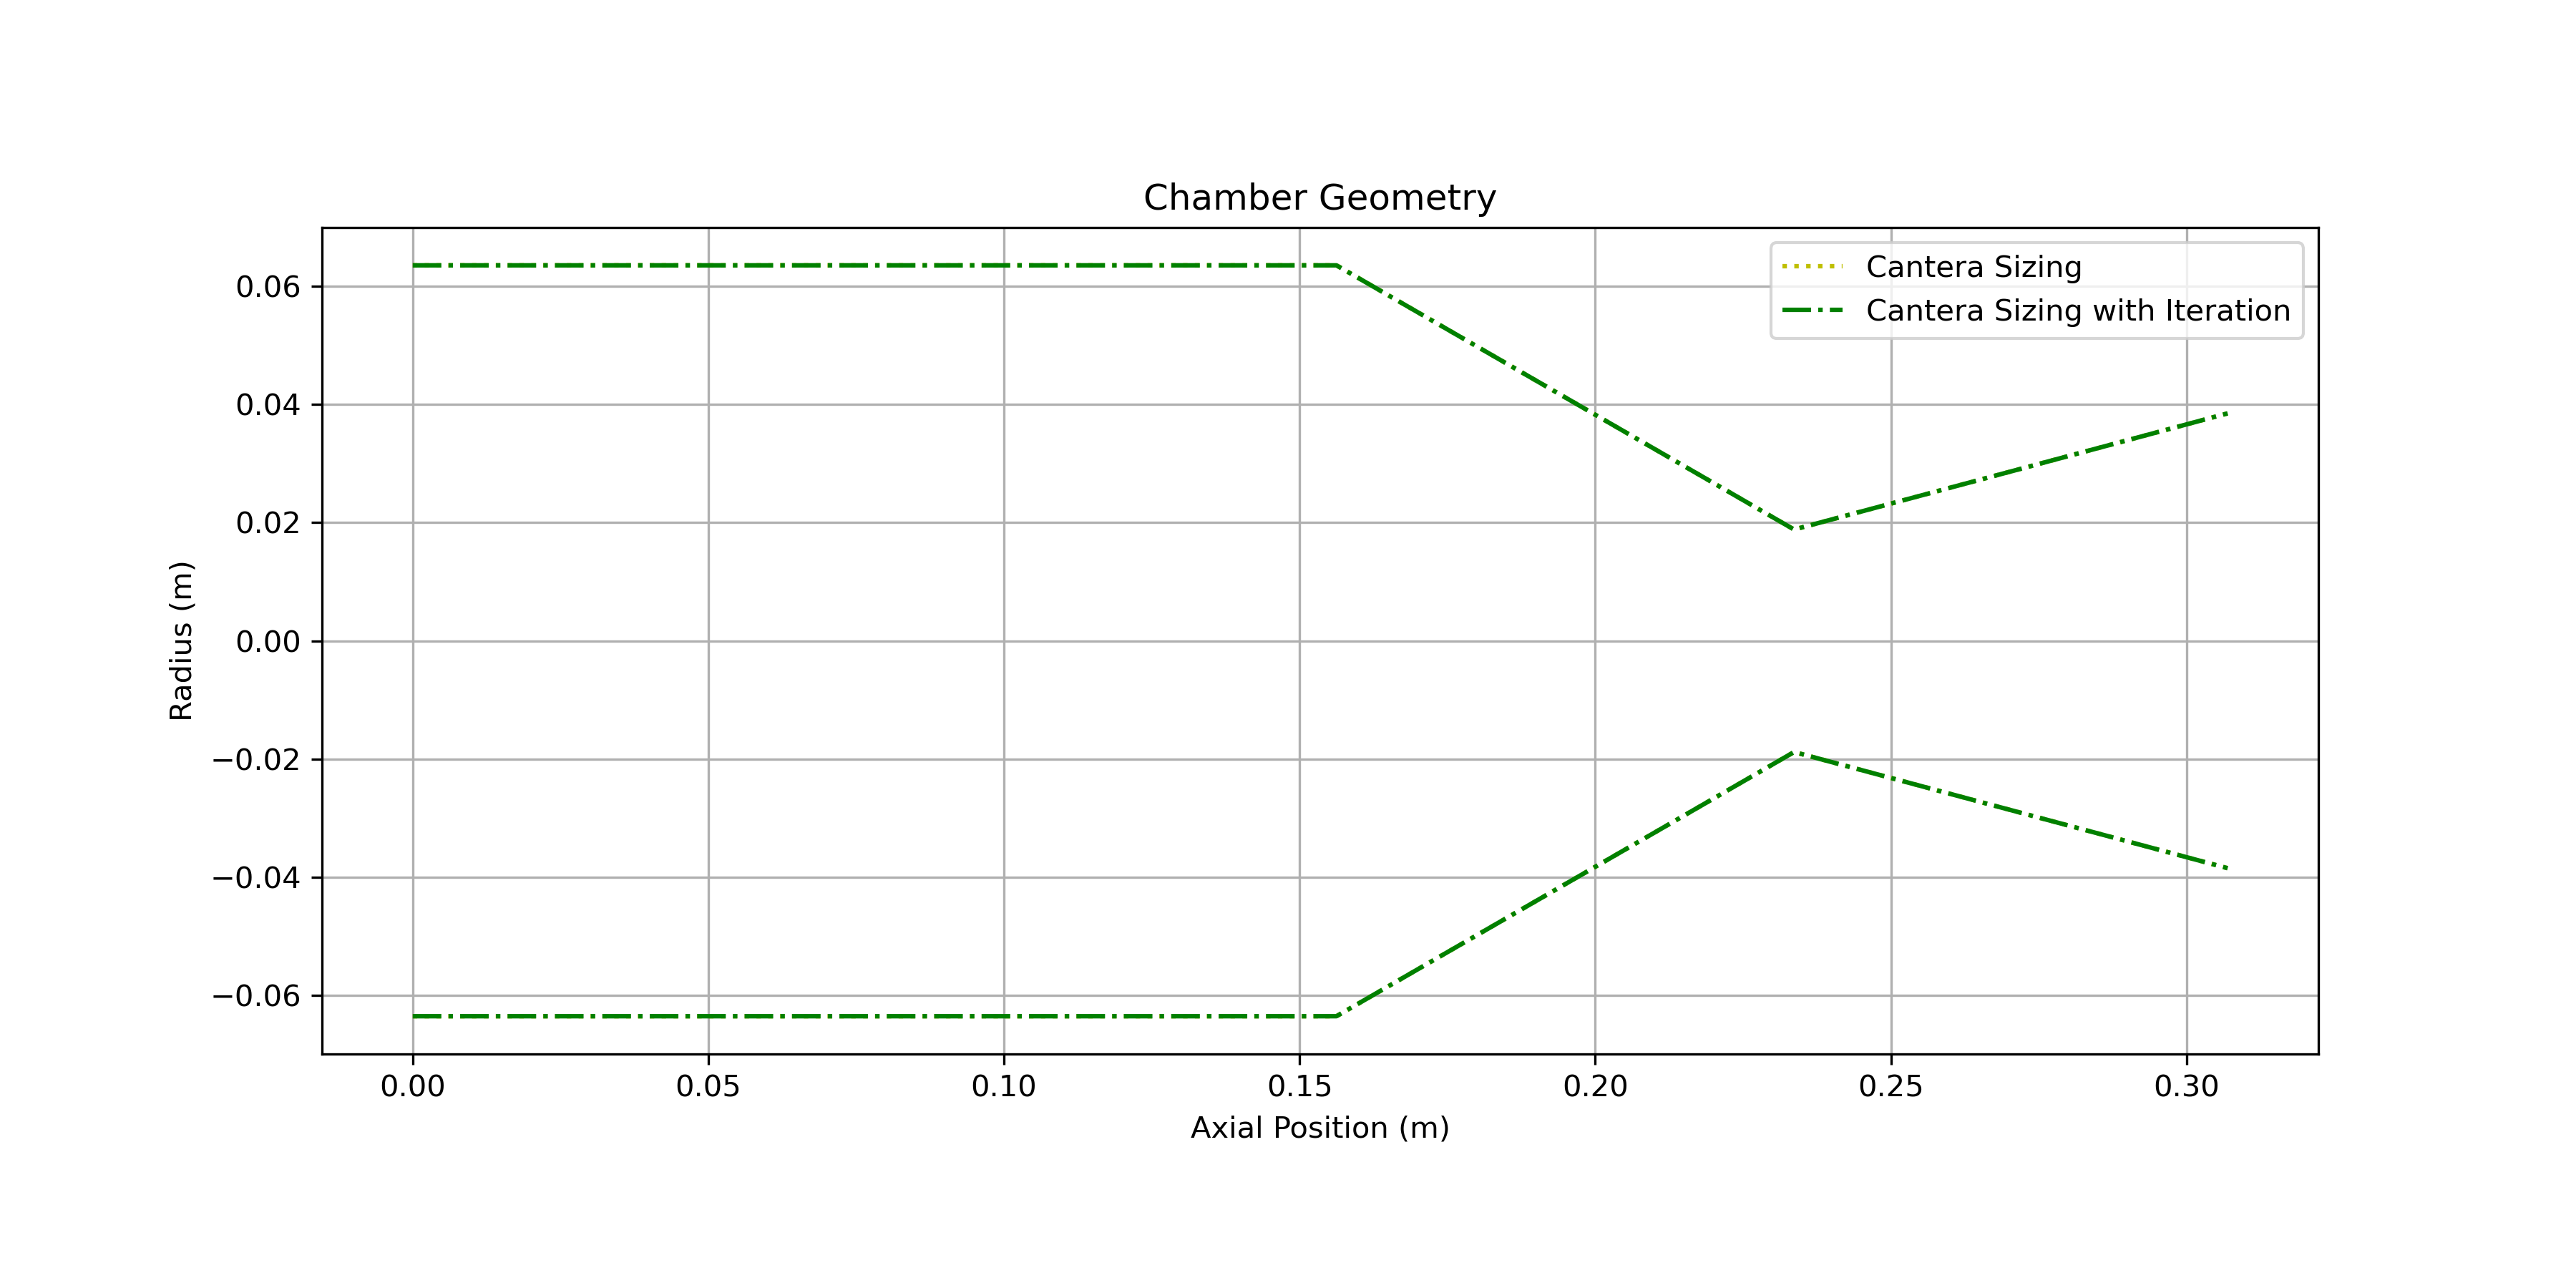 Chamber Geometry
Cantera Sizing
Cantera Sizing with Iteration
Radius (m)
0.06
0.04
0.02
0.00
−0.02
−0.04
−0.06
0.00 0.05 0.10 0.15 0.20 0.25 0.30
Axial Position (m)